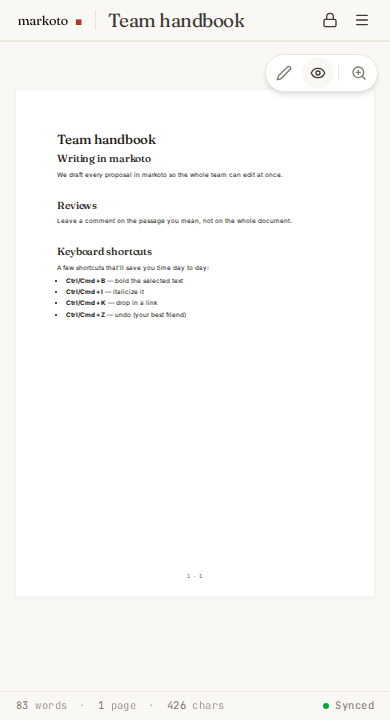 markoto
Team handbook
Team handbook
Writing in markoto
We draft every proposal in markoto so the whole team can edit at once.
Reviews
Leave a comment on the passage you mean, not on the whole document.
Keyboard shortcuts
A few shortcuts that'll save you time day to day:
• Ctrl/Cmd+B — bold the selected text
• Ctrl/Cmd+I — italicize it
• Ctrl/Cmd+K — drop in a link
• Ctrl/Cmd+Z — undo (your best friend)
1 - 1
83 words · 1 page · 426 chars
Synced